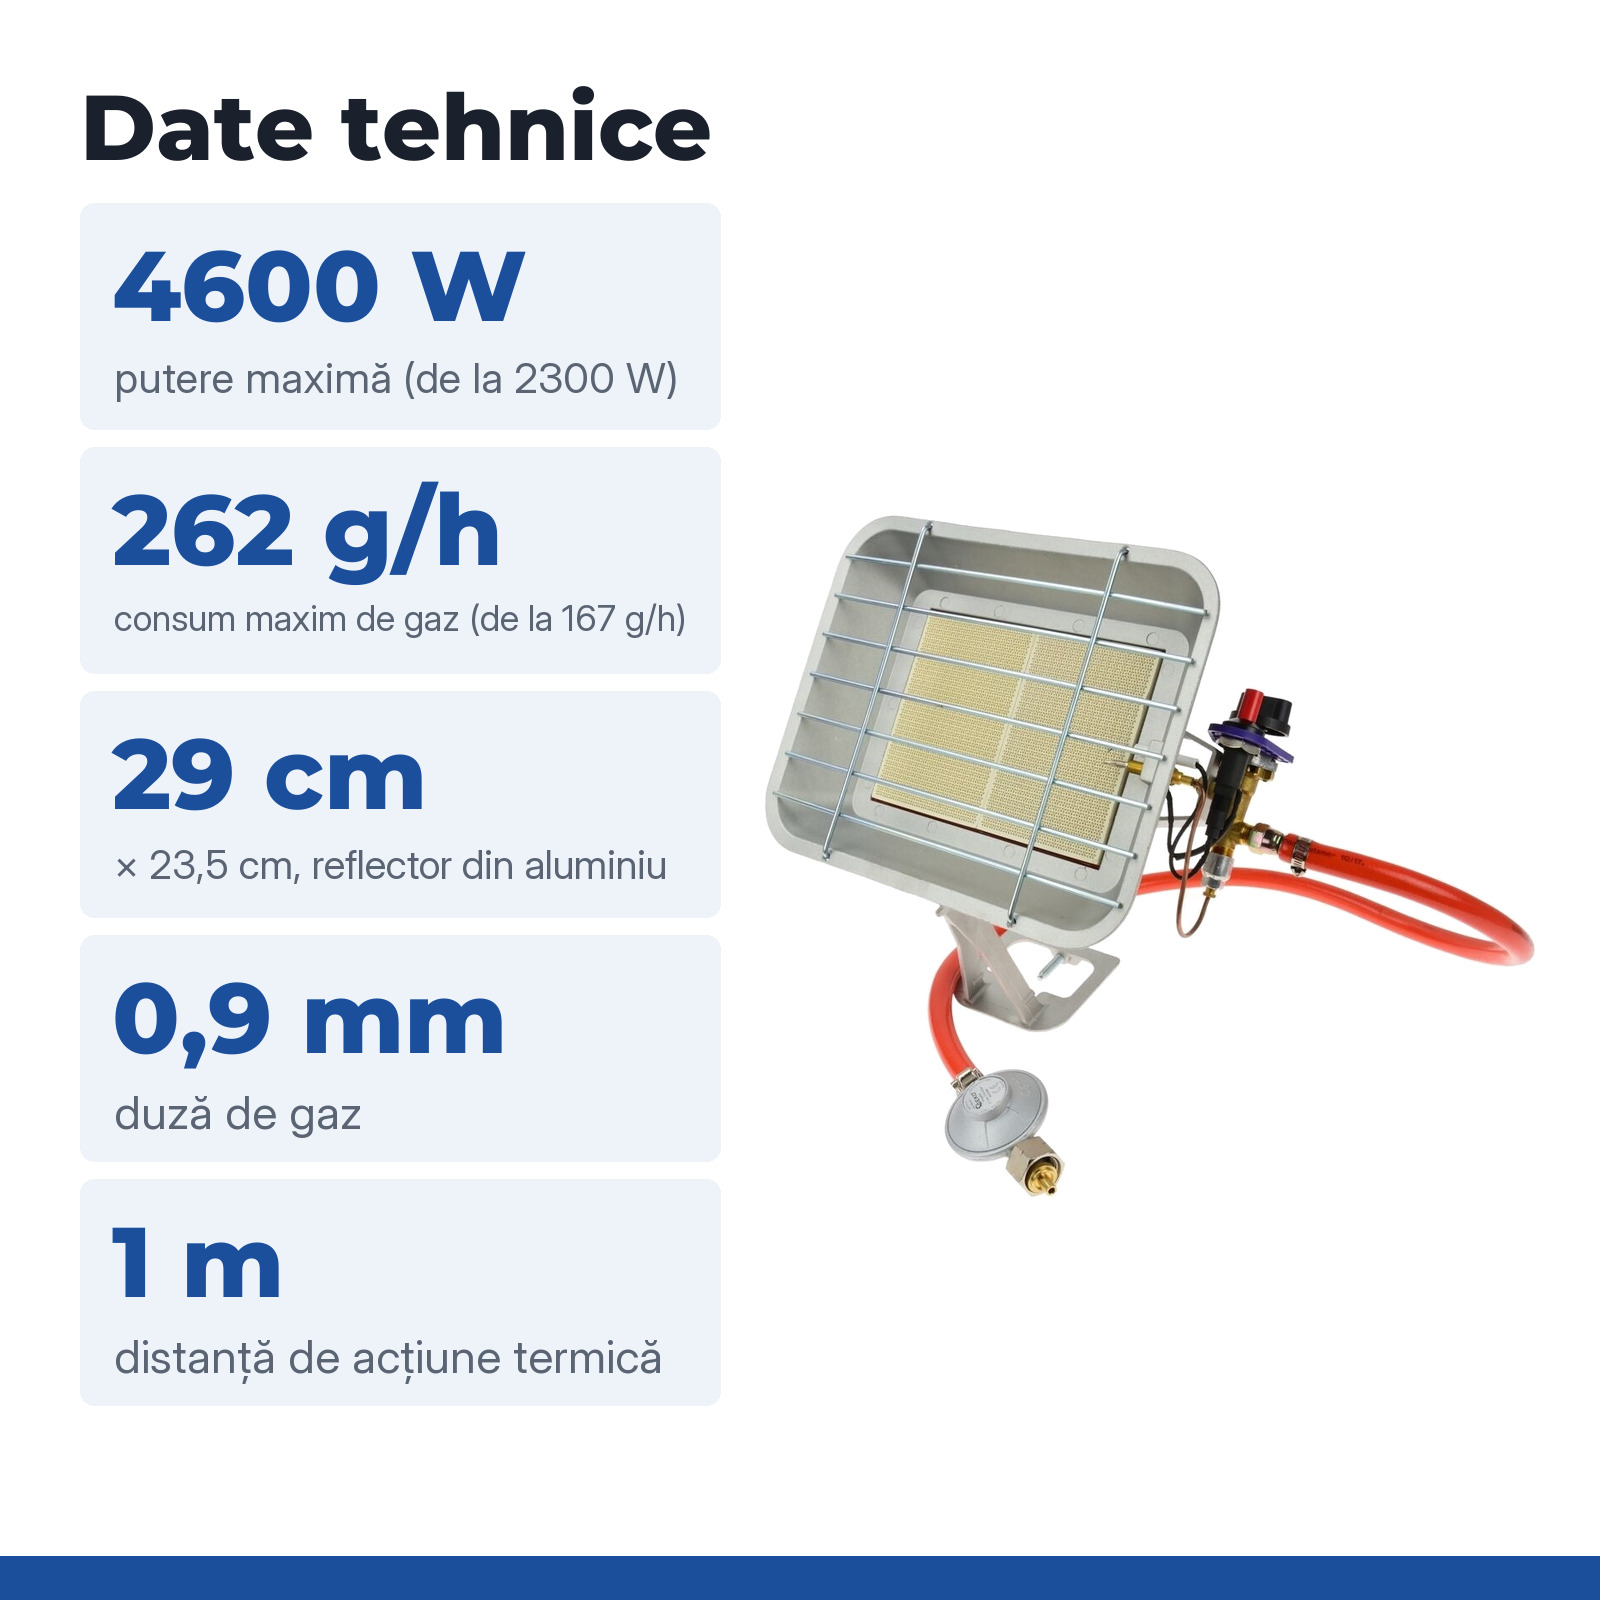 Date tehnice
4600 W
putere maximă (de la 2300 W)
262 g/h
consum maxim de gaz (de la 167 g/h)
29 cm
× 23,5 cm, reflector din aluminiu
0,9 mm
duză de gaz
1 m
distanță de acțiune termică